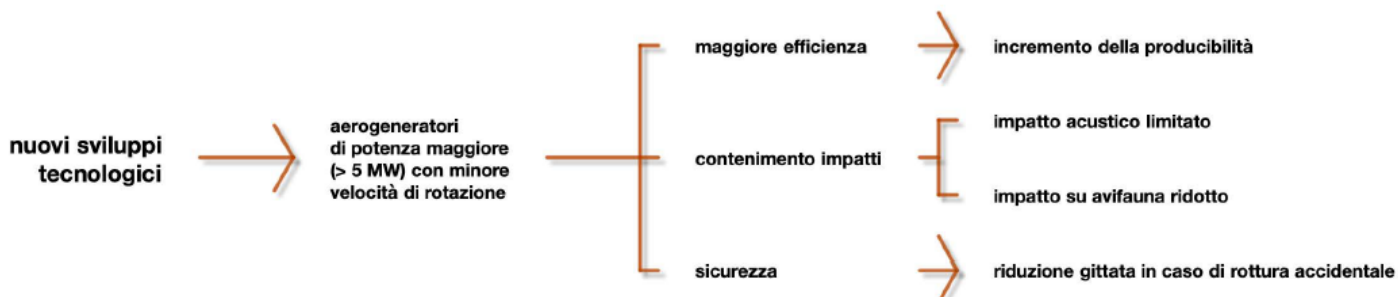 nuovi sviluppi
tecnologici
aerogeneratori
di potenza maggiore
(> 5 MW) con minore
velocità di rotazione
maggiore efficienza
incremento della producibilità
contenimento impatti
impatto acustico limitato
impatto su avifauna ridotto
sicurezza
riduzione gittata in caso di rottura accidentale